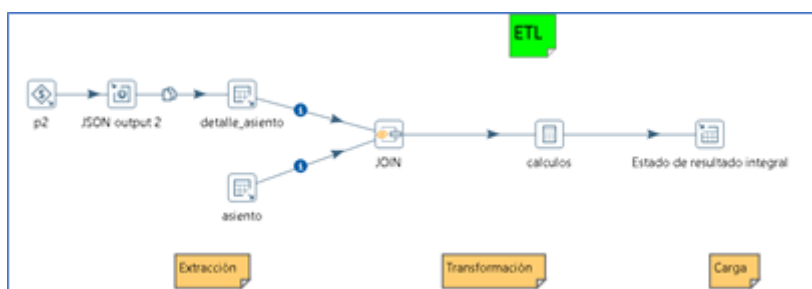 ETL
p2
JSON output 2
detalle_asiento
JOIN
calculos
Estado de resultado integral
asiento
Extracción
Transformación
Carga